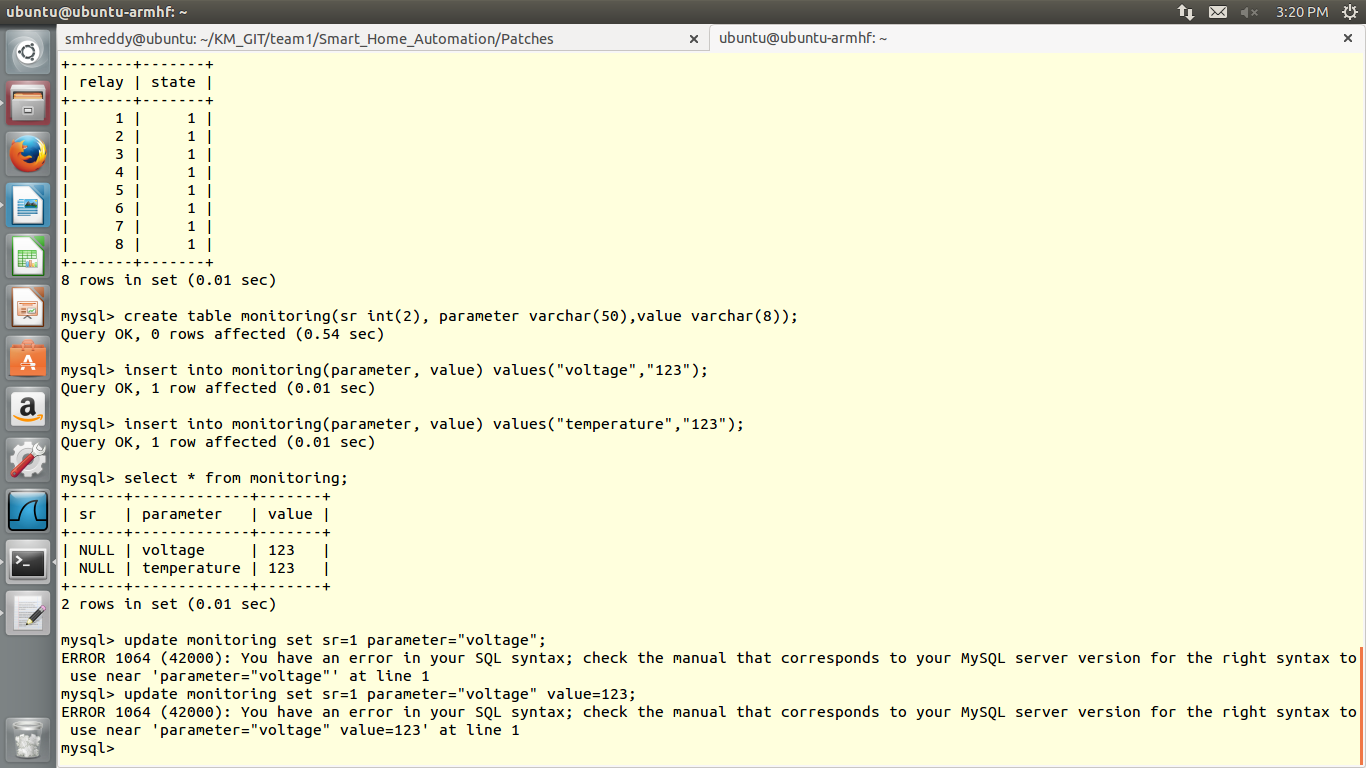 ubuntu@ubuntu-armhf: ~
3:20 PM
smhreddy@ubuntu: ~/KM_GIT/team1/Smart_Home_Automation/Patches
ubuntu@ubuntu-armhf: ~
+-------+-------+
| relay | state |
+-------+-------+
|     1 |     1 |
|     2 |     1 |
|     3 |     1 |
|     4 |     1 |
|     5 |     1 |
|     6 |     1 |
|     7 |     1 |
|     8 |     1 |
+-------+-------+
8 rows in set (0.01 sec)
mysql> create table monitoring(sr int(2), parameter varchar(50),value varchar(8));
Query OK, 0 rows affected (0.54 sec)
mysql> insert into monitoring(parameter, value) values("voltage","123");
Query OK, 1 row affected (0.01 sec)
mysql> insert into monitoring(parameter, value) values("temperature","123");
Query OK, 1 row affected (0.01 sec)
mysql> select * from monitoring;
+------+-------------+-------+
| sr   | parameter   | value |
+------+-------------+-------+
| NULL | voltage     | 123   |
| NULL | temperature | 123   |
+------+-------------+-------+
2 rows in set (0.01 sec)
mysql> update monitoring set sr=1 parameter="voltage";
ERROR 1064 (42000): You have an error in your SQL syntax; check the manual that corresponds to your MySQL server version for the right syntax to
use near 'parameter="voltage"' at line 1
mysql> update monitoring set sr=1 parameter="voltage" value=123;
ERROR 1064 (42000): You have an error in your SQL syntax; check the manual that corresponds to your MySQL server version for the right syntax to
use near 'parameter="voltage" value=123' at line 1
mysql>